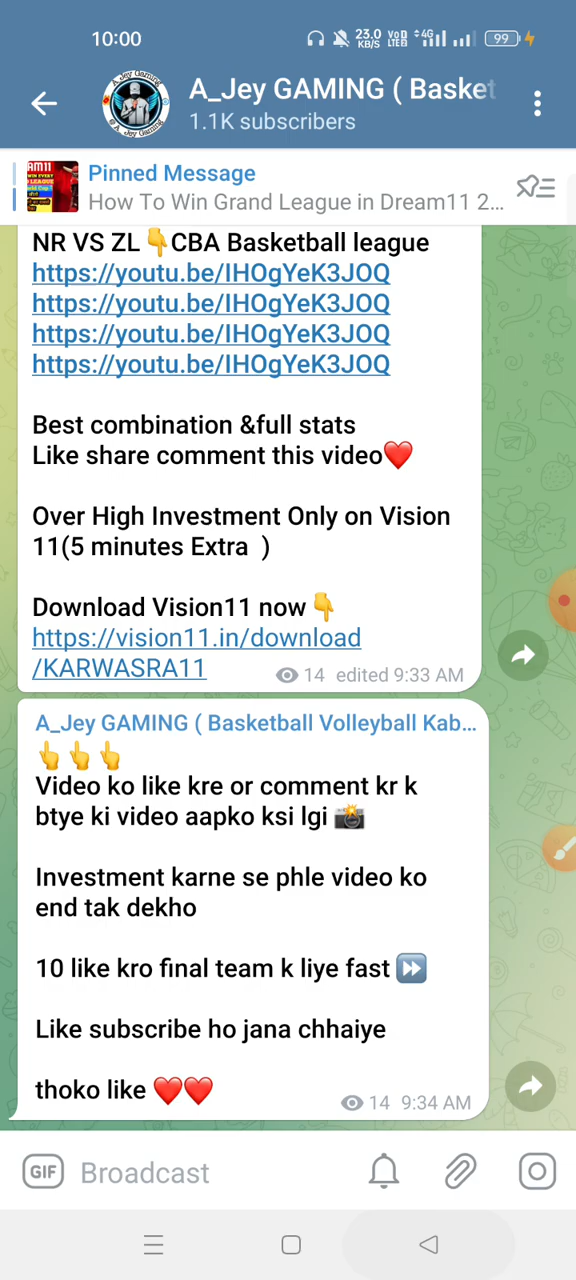 10:00
23.0 KB/S
VoD LTE2
4G
99
A_Jey GAMING ( Basket
1.1K subscribers
Pinned Message
How To Win Grand League in Dream11 2...
NR VS ZL 👇CBA Basketball league
https://youtu.be/IHOgYeK3JOQ
https://youtu.be/IHOgYeK3JOQ
https://youtu.be/IHOgYeK3JOQ
https://youtu.be/IHOgYeK3JOQ
Best combination &full stats
Like share comment this video❤️
Over High Investment Only on Vision
11(5 minutes Extra  )
Download Vision11 now👇
https://vision11.in/download
/KARWASRA11
14 edited 9:33 AM
A_Jey GAMING ( Basketball Volleyball Kab...
👆👆👆
Video ko like kre or comment kr k
btye ki video aapko ksi lgi 📸
Investment karne se phle video ko
end tak dekho
10 like kro final team k liye fast ⏩
Like subscribe ho jana chhaiye
thoko like ❤️❤️
14 9:34 AM
GIF
Broadcast